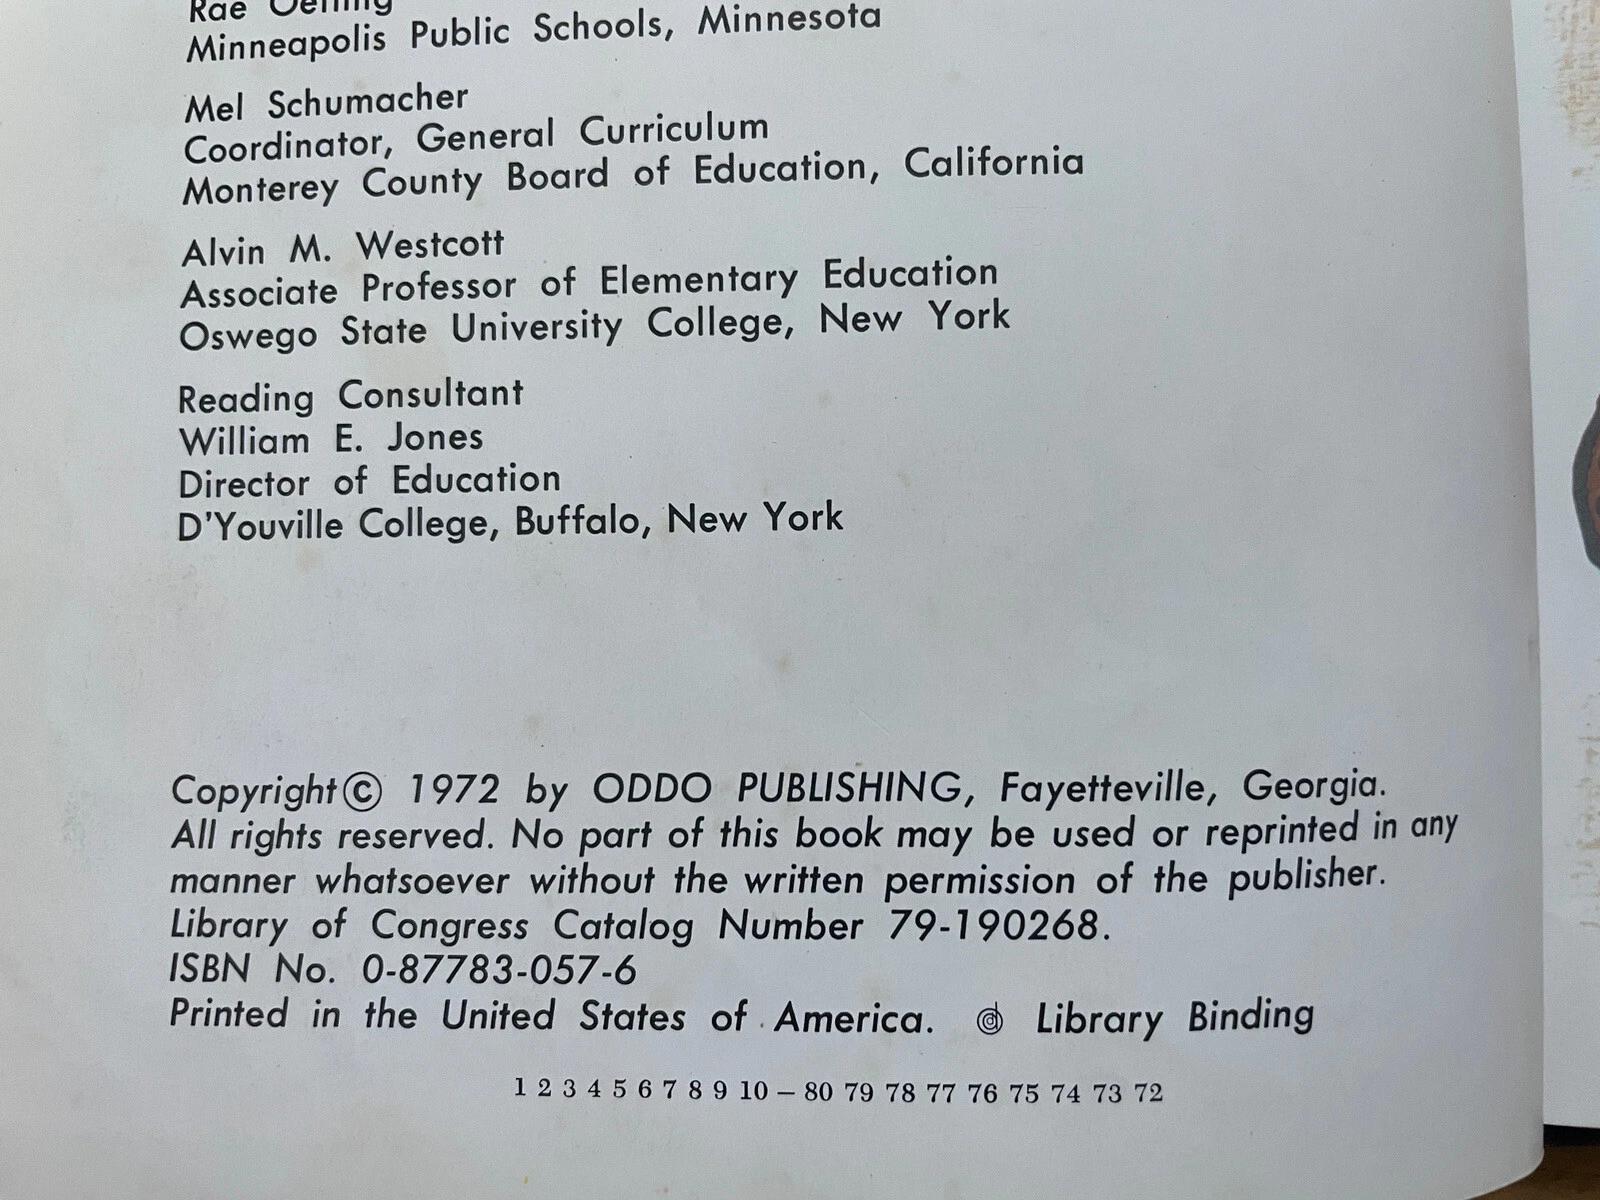 Rae
Minneapolis Public Schools, Minnesota
Mel Schumacher
Coordinator, General Curriculum
Monterey County Board of Education, California
Alvin M. Westcott
Associate Professor of Elementary Education
Oswego State University College, New York
Reading Consultant
William E. Jones
Director of Education
D'Youville College, Buffalo, New York
Copyright © 1972 by ODDO PUBLISHING, Fayetteville, Georgia.
All rights reserved. No part of this book may be used or reprinted in any
manner whatsoever without the written permission of the publisher.
Library of Congress Catalog Number 79-190268.
ISBN No. 0-87783-057-6
Printed in the United States of America. Library Binding
1 2 3 4 5 6 7 8 9 10 – 80 79 78 77 76 75 74 73 72